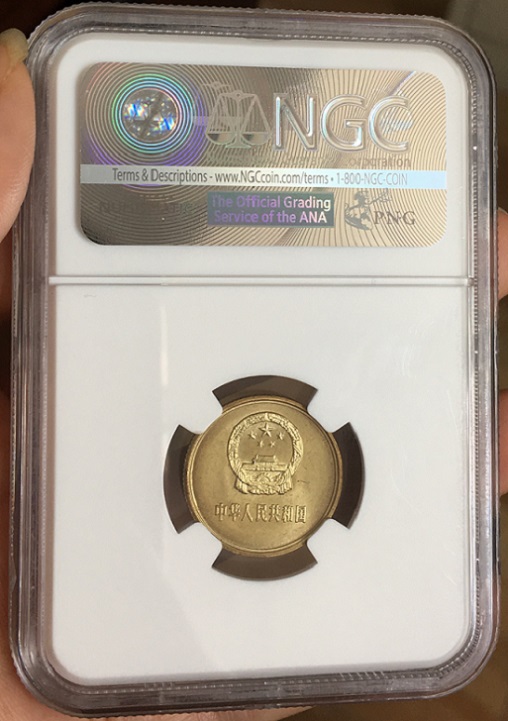 NGC
orporation
Terms & Descriptions - www.NGCcoin.com/terms • 1-800-NGC-COIN
The Official Grading
Service of the ANA
PNG
中华人民共和国